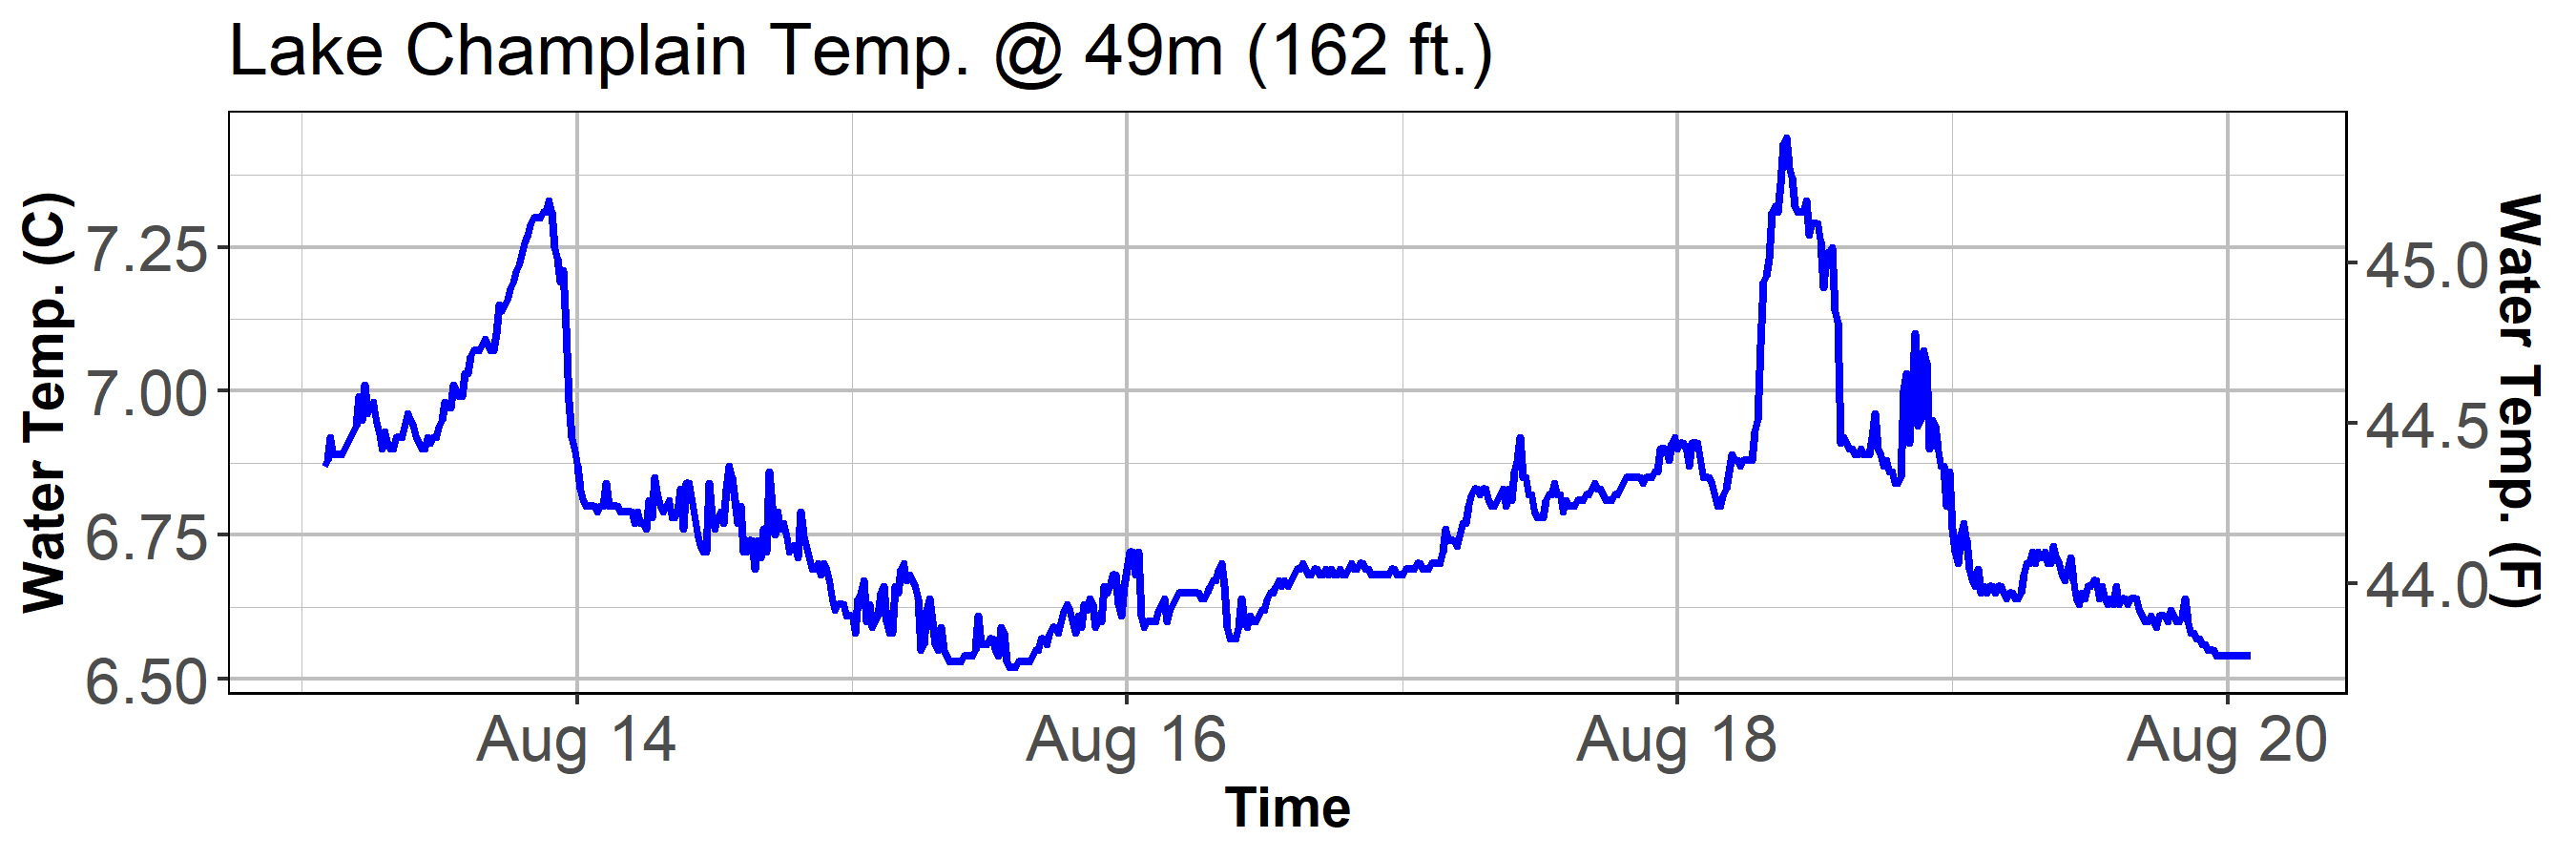 Lake Champlain Temp. @ 49m (162 ft.)
Water Temp. (C)
7.25
7.00
6.75
6.50
45.0
44.5
44.0
Water Temp. (F)
Aug 14 Aug 16 Aug 18 Aug 20
Time